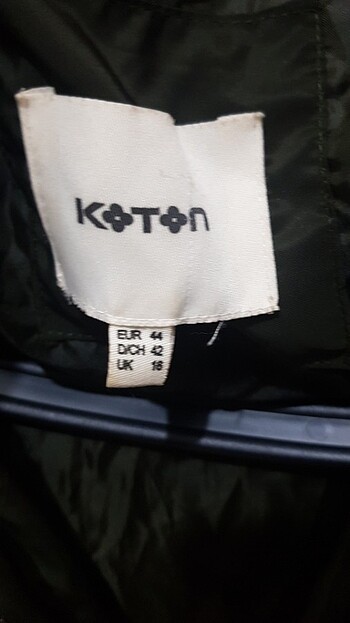 KOTON
EUR 44
D/CH 42
UK 16